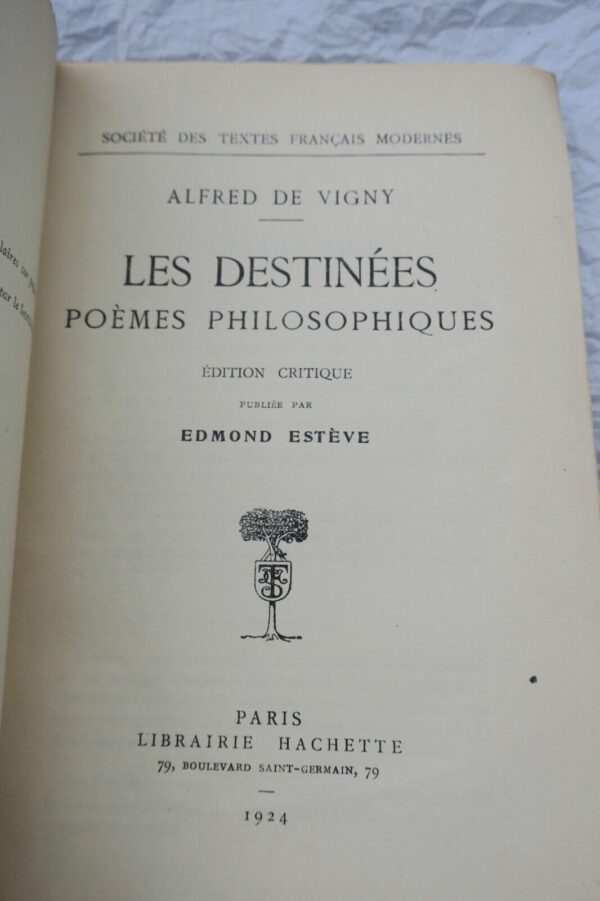 SOCIÉTÉ DES TEXTES FRANÇAIS MODERNES
ALFRED DE VIGNY
LES DESTINÉES
POÈMES PHILOSOPHIQUES
ÉDITION CRITIQUE
PUBLIÉE PAR
EDMOND ESTÈVE
PARIS
LIBRAIRIE HACHETTE
79, BOULEVARD SAINT-GERMAIN, 79
1924